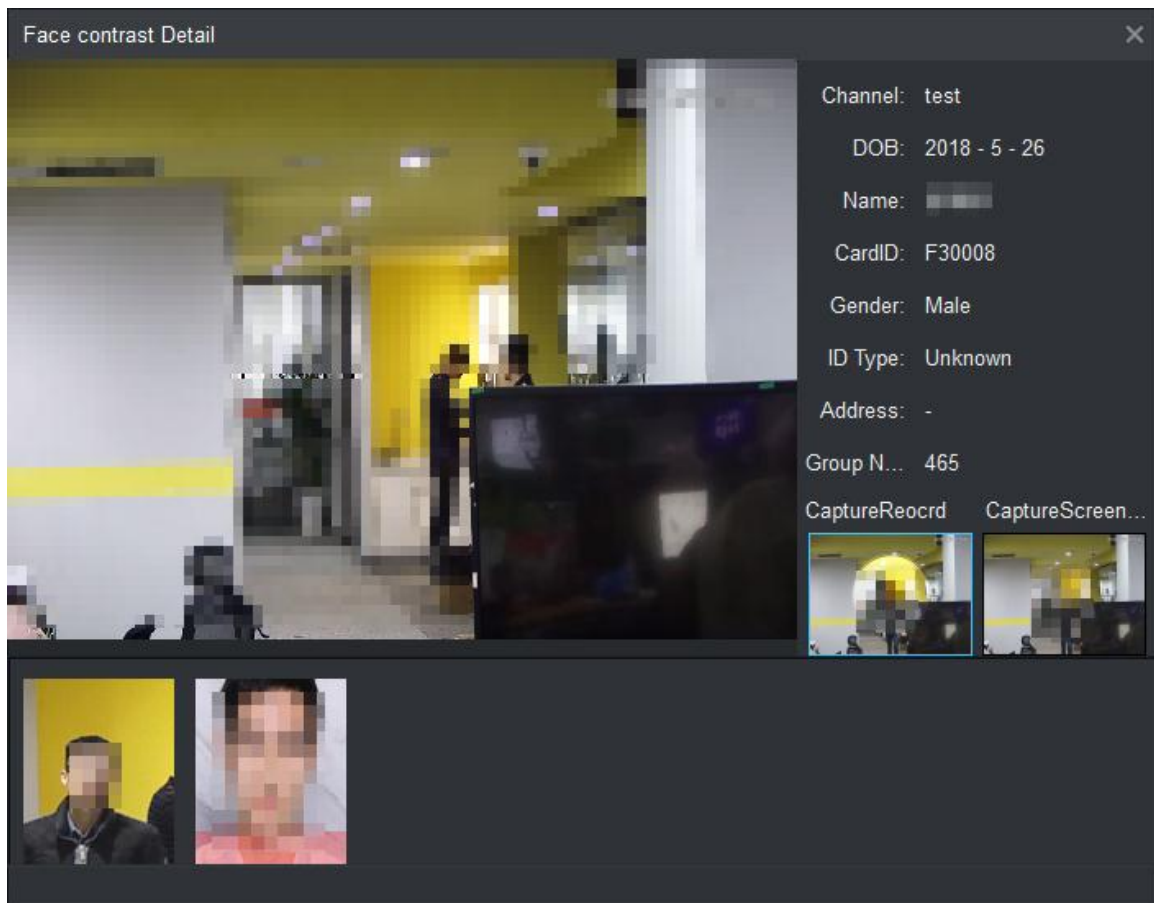 Face contrast Detail
Channel: test
DOB: 2018 - 5 - 26
Name:
CardID: F30008
Gender: Male
ID Type: Unknown
Address: -
Group N... 465
CaptureReocrd CaptureScreen...